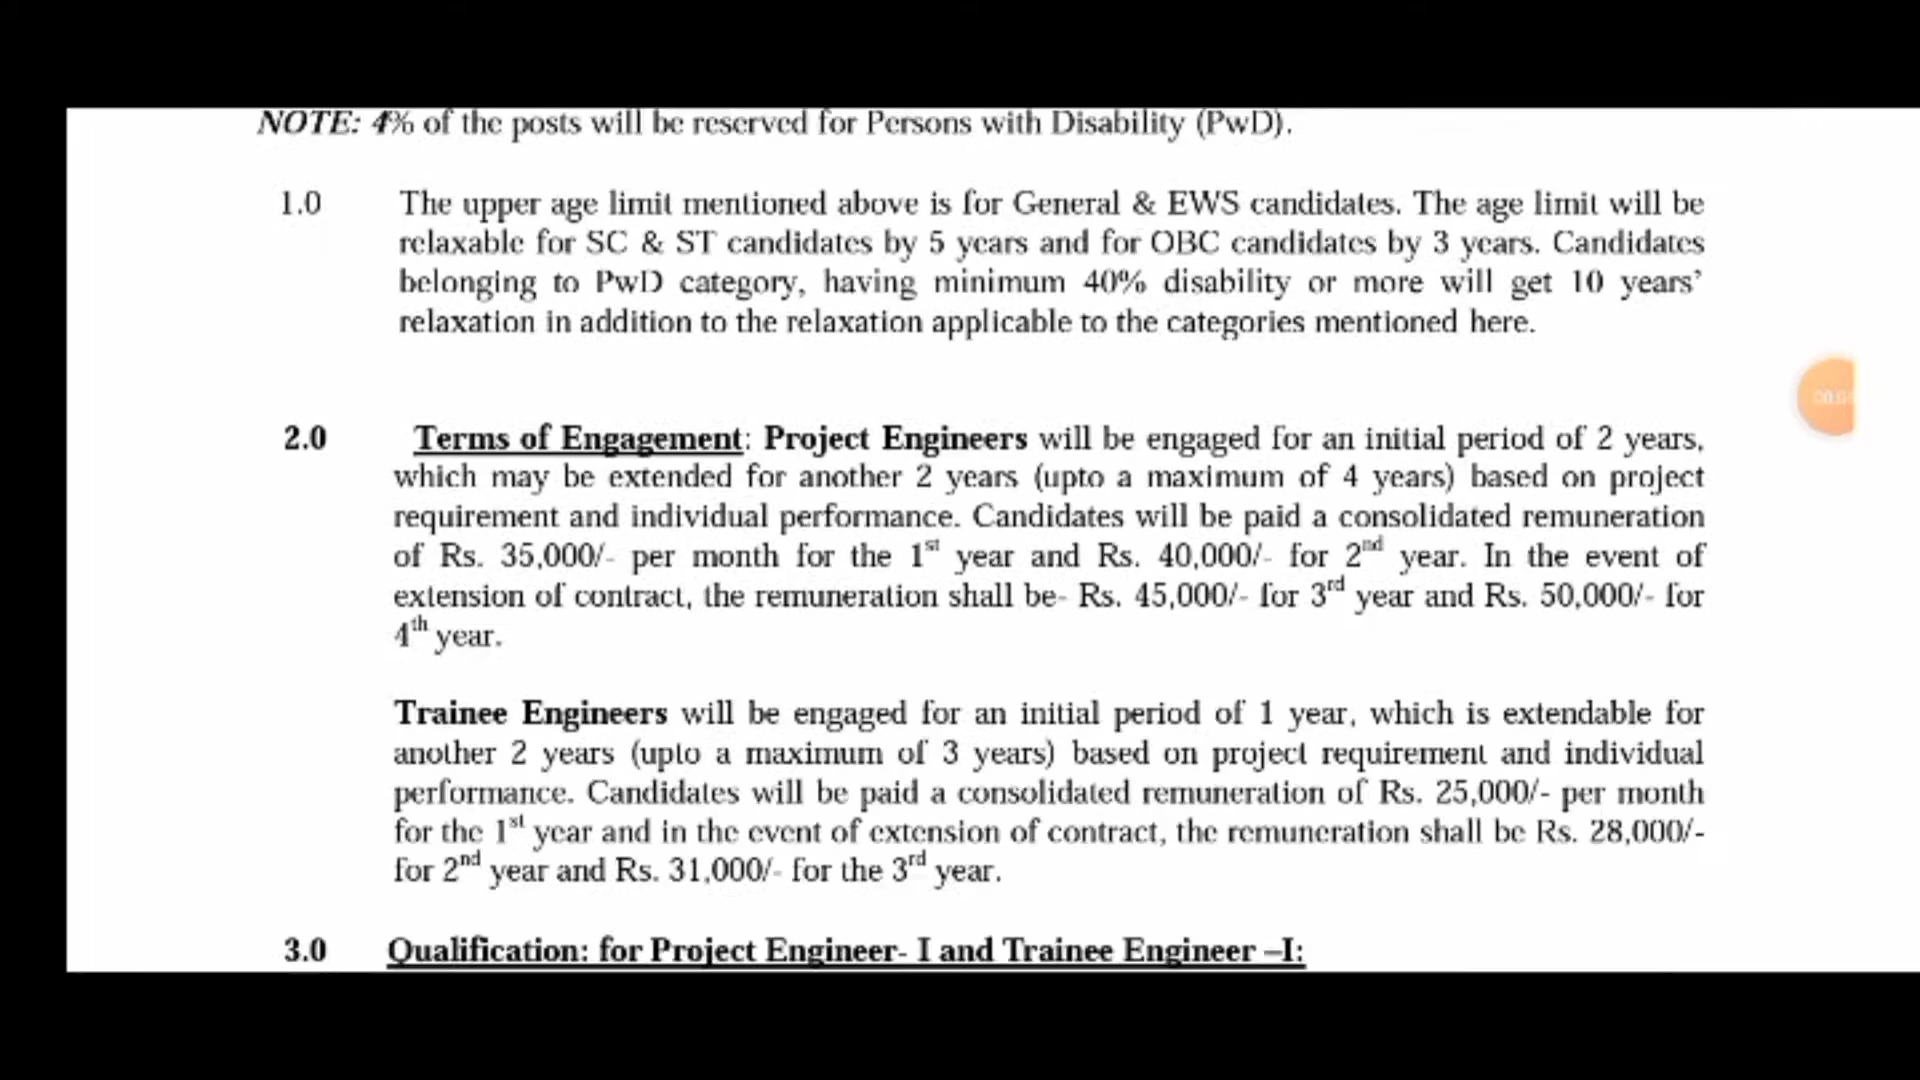 NOTE: 4% of the posts will be reserved for Persons with Disability (PwD).
1.0 The upper age limit mentioned above is for General & EWS candidates. The age limit will be
relaxable for SC & ST candidates by 5 years and for OBC candidates by 3 years. Candidates
belonging to PwD category, having minimum 40% disability or more will get 10 years'
relaxation in addition to the relaxation applicable to the categories mentioned here.
2.0 Terms of Engagement: Project Engineers will be engaged for an initial period of 2 years,
which may be extended for another 2 years (upto a maximum of 4 years) based on project
requirement and individual performance. Candidates will be paid a consolidated remuneration
of Rs. 35,000/- per month for the 1st year and Rs. 40,000/- for 2nd year. In the event of
extension of contract, the remuneration shall be- Rs. 45,000/- for 3rd year and Rs. 50,000/- for
4th year.
Trainee Engineers will be engaged for an initial period of 1 year, which is extendable for
another 2 years (upto a maximum of 3 years) based on project requirement and individual
performance. Candidates will be paid a consolidated remuneration of Rs. 25,000/- per month
for the 1st year and in the event of extension of contract, the remuneration shall be Rs. 28,000/-
for 2nd year and Rs. 31,000/- for the 3rd year.
3.0 Qualification: for Project Engineer- I and Trainee Engineer –I: